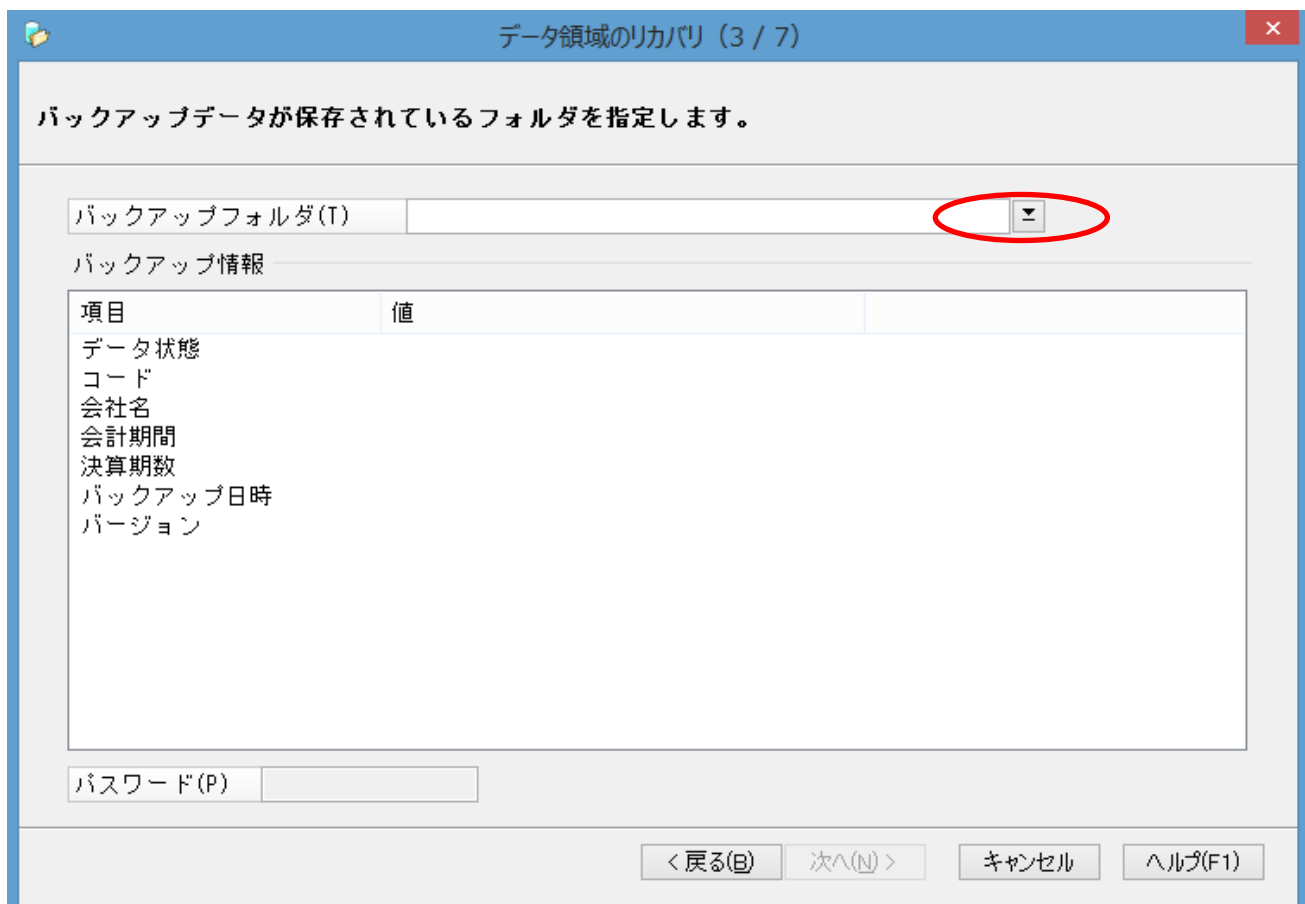 データ領域のリカバリ（3 / 7）
バックアップデータが保存されているフォルダを指定します。
バックアップフォルダ(T)
バックアップ情報
項目 値
データ状態
コード
会社名
会計期間
決算期数
バックアップ日時
バージョン
パスワード(P)
< 戻る(B) 次へ(N) > キャンセル ヘルプ(F1)